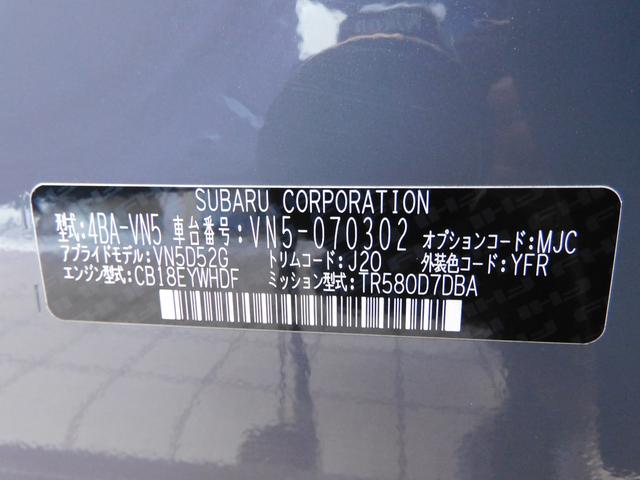 SUBARU CORPORATION
型式:4BA-VN5 車台番号:VN5-070302 オプションコード:MJC
アプライドモデル:VN5D52G トリムコード:J20 外装色コード:YFR
エンジン型式:CB18EYWHDF ミッション型式:TR580D7DBA